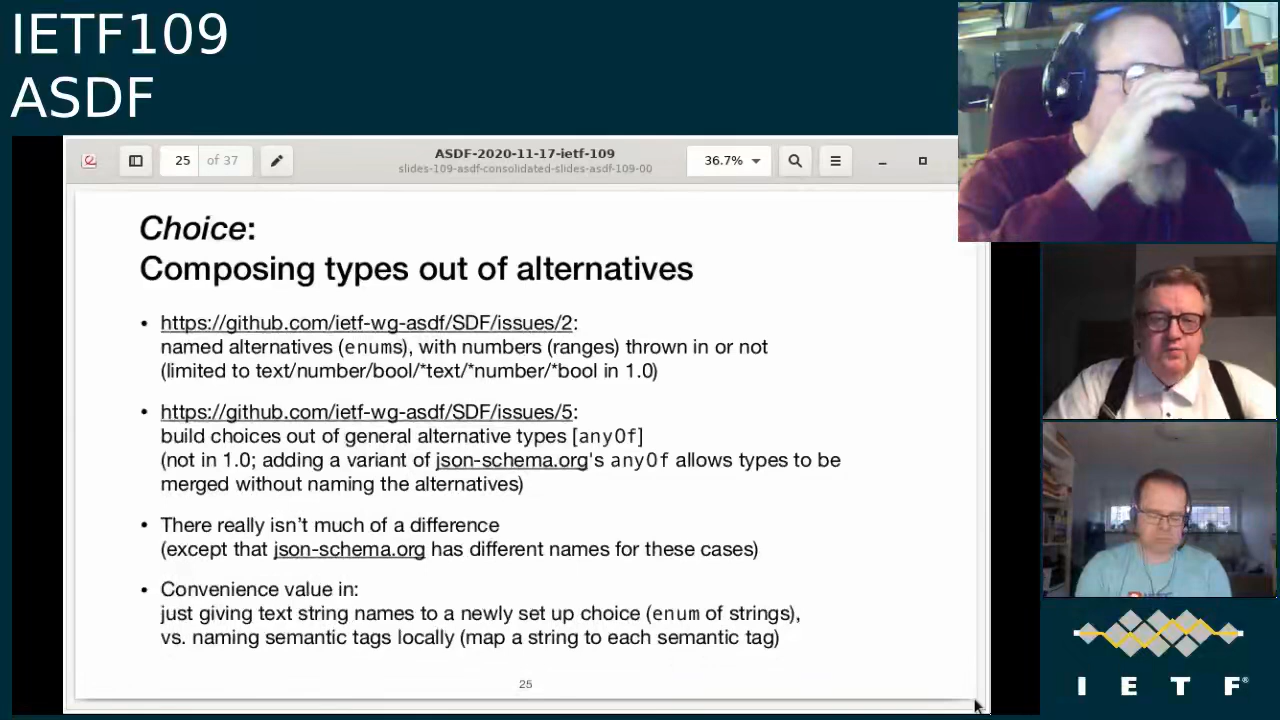 IETF109
ASDF
25 of 37
ASDF-2020-11-17-ietf-109
slides-109-asdf-consolidated-slides-asdf-109-00
36.7%
Choice:
Composing types out of alternatives
• https://github.com/ietf-wg-asdf/SDF/issues/2:
named alternatives (enums), with numbers (ranges) thrown in or not
(limited to text/number/bool/*text/*number/*bool in 1.0)
• https://github.com/ietf-wg-asdf/SDF/issues/5:
build choices out of general alternative types [anyOf]
(not in 1.0; adding a variant of json-schema.org's anyOf allows types to be
merged without naming the alternatives)
• There really isn’t much of a difference
(except that json-schema.org has different names for these cases)
• Convenience value in:
just giving text string names to a newly set up choice (enum of strings),
vs. naming semantic tags locally (map a string to each semantic tag)
25
IETF®